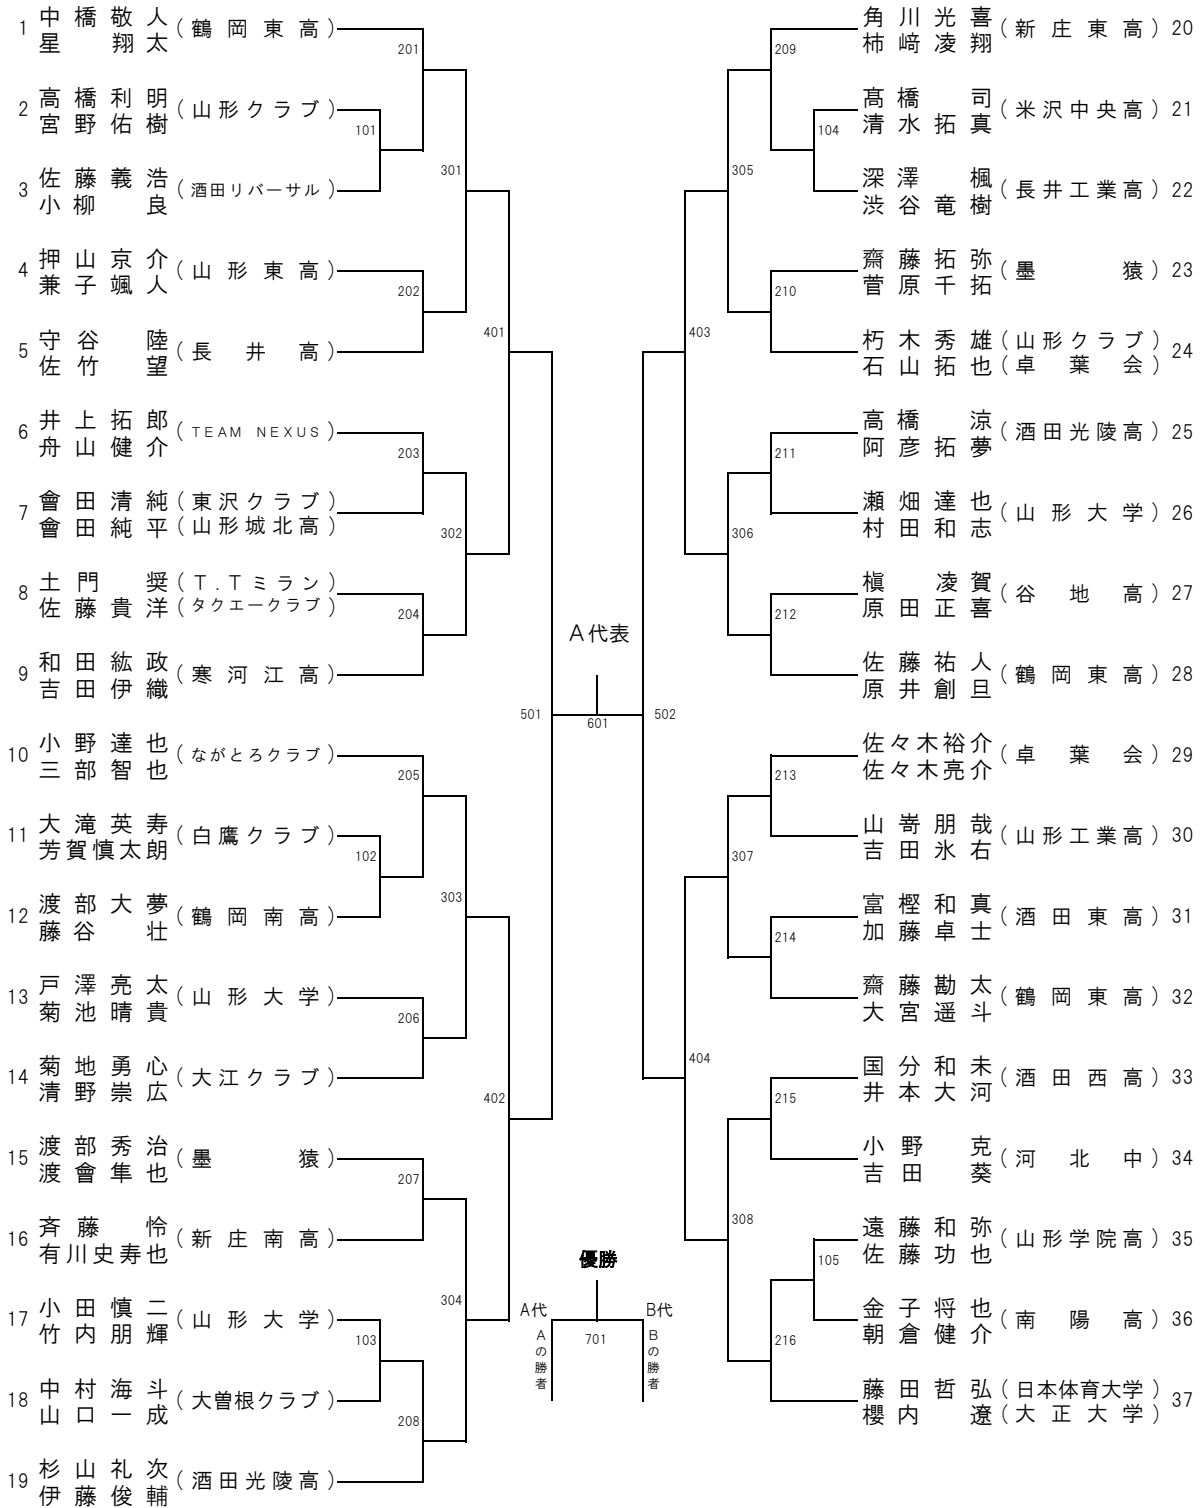 1 中橋敬人 (鶴岡東高)
星翔太
2 高橋利明 (山形クラブ)
宮野佑樹
3 佐藤義浩 (酒田リバーサル)
小柳良
4 押山京介 (山形東高)
兼子颯人
5 守谷陸 (長井高)
佐竹望
6 井上拓郎 (TEAM NEXUS)
舟山健介
7 會田清純 (東沢クラブ)
會田純平 (山形城北高)
8 土門奨 (T.Tミラン)
佐藤貴洋 (タクエークラブ)
9 和田紘政 (寒河江高)
吉田伊織
10 小野達也 (ながとろクラブ)
三部智也
11 大滝英寿 (白鷹クラブ)
芳賀慎太朗
12 渡部大夢 (鶴岡南高)
藤谷壮
13 戸澤亮太 (山形大学)
菊池晴貴
14 菊地勇心 (大江クラブ)
清野崇広
15 渡部秀治 (墨猿)
渡會隼也
16 斉藤怜 (新庄南高)
有川史寿也
17 小田慎二 (山形大学)
竹内朋輝
18 中村海斗 (大曽根クラブ)
山口一成
19 杉山礼次 (酒田光陵高)
伊藤俊輔
201
101
202
203
204
205
102
206
207
103
208
301
302
303
304
401
402
501
A代表
601
502
優勝
A代
B代
701
Aの勝者
Bの勝者
403
404
305
306
307
308
209
104
210
211
212
213
214
215
105
216
角川光喜 (新庄東高) 20
柿﨑凌翔
髙橋司 (米沢中央高) 21
清水拓真
深澤楓 (長井工業高) 22
渋谷竜樹
齋藤拓弥 (墨猿) 23
菅原千拓
朽木秀雄 (山形クラブ) 24
石山拓也 (卓葉会)
高橋涼 (酒田光陵高) 25
阿彦拓夢
瀬畑達也 (山形大学) 26
村田和志
槇凌賀 (谷地高) 27
原田正喜
佐藤祐人 (鶴岡東高) 28
原井創旦
佐々木裕介 (卓葉会) 29
佐々木亮介
山嵜朋哉 (山形工業高) 30
吉田氷右
富樫和真 (酒田東高) 31
加藤卓士
齋藤勘太 (鶴岡東高) 32
大宮遥斗
国分和未 (酒田西高) 33
井本大河
小野克 (河北中) 34
吉田葵
遠藤和弥 (山形学院高) 35
佐藤功也
金子将也 (南陽高) 36
朝倉健介
藤田哲弘 (日本体育大学) 37
櫻内遼 (大正大学)